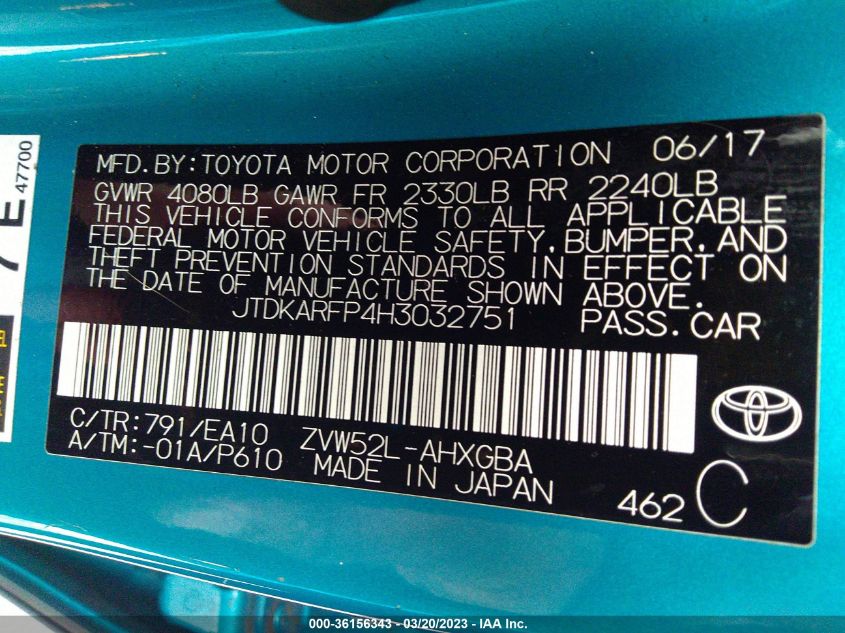 MFD.BY:TOYOTA MOTOR CORPORATION 06/17
GVWR 4080LB GAWR FR 2330LB RR 2240LB
THIS VEHICLE CONFORMS TO ALL APPLICABLE
FEDERAL MOTOR VEHICLE SAFETY,BUMPER,AND
THEFT PREVENTION STANDARDS IN EFFECT ON
THE DATE OF MANUFACTURE SHOWN ABOVE.
JTDKARFP4H3032751 PASS.CAR
C/TR:791/EA10 ZVW52L-AHXGBA
A/TM:-01A/P610 MADE IN JAPAN
462 C
7E
47700
000-36156343 - 03/20/2023 - IAA Inc.